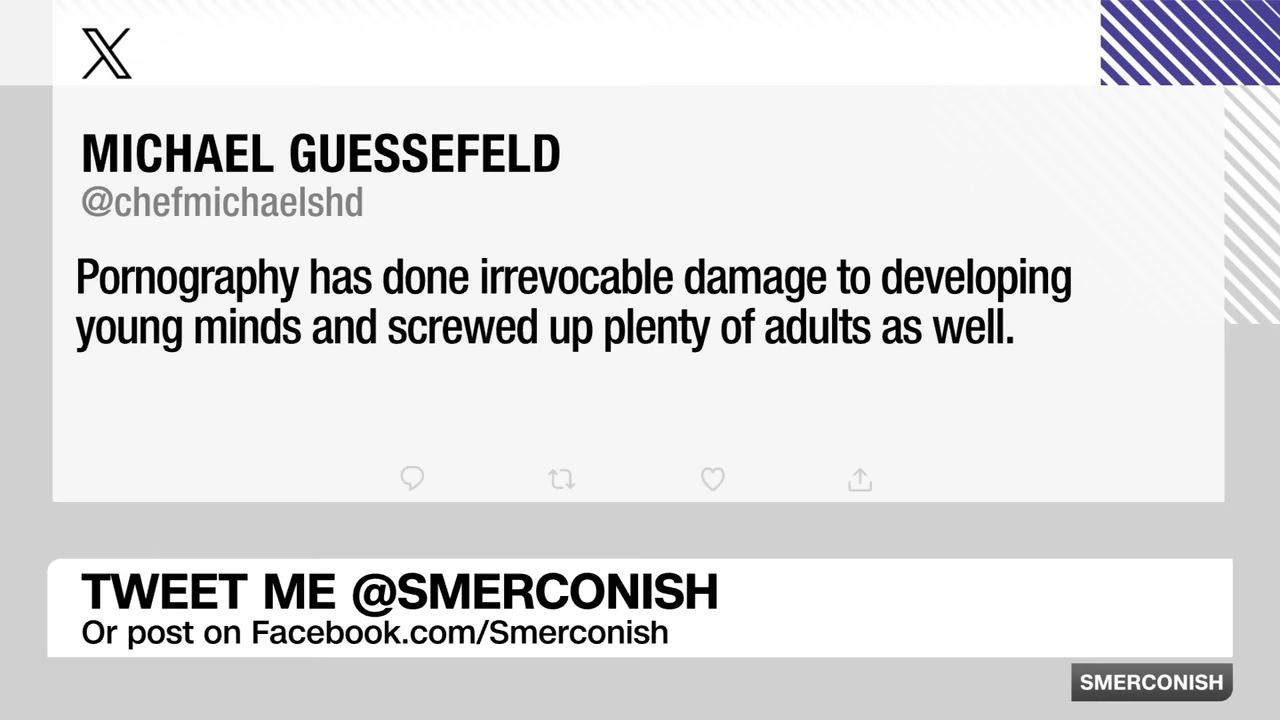 MICHAEL GUESSEFELD
@chefmichaelshd
Pornography has done irrevocable damage to developing
young minds and screwed up plenty of adults as well.
TWEET ME @SMERCONISH
Or post on Facebook.com/Smerconish
SMERCONISH